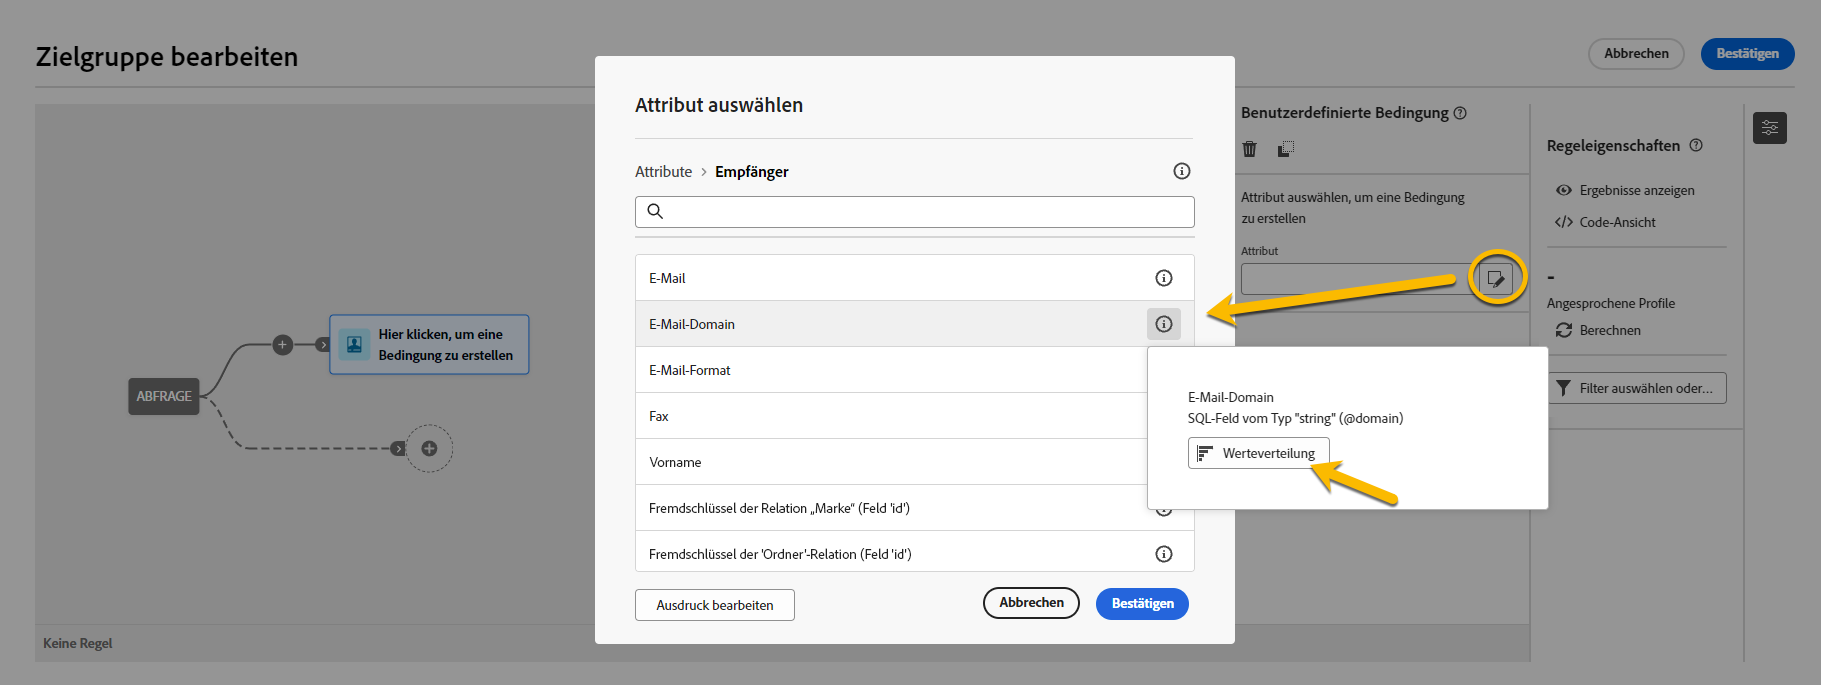 Zielgruppe bearbeiten
Abbrechen
Bestätigen
ABFRAGE
Hier klicken, um eine
Bedingung zu erstellen
Keine Regel
Attribut auswählen
Attribute > Empfänger
E-Mail
E-Mail-Domain
E-Mail-Format
Fax
Vorname
Fremdschlüssel der Relation „Marke“ (Feld 'id')
Fremdschlüssel der 'Ordner'-Relation (Feld 'id')
Ausdruck bearbeiten
Abbrechen
Bestätigen
E-Mail-Domain
SQL-Feld vom Typ "string" (@domain)
Werteverteilung
Benutzerdefinierte Bedingung
Attribut auswählen, um eine Bedingung
zu erstellen
Attribut
Regeleigenschaften
Ergebnisse anzeigen
Code-Ansicht
-
Angesprochene Profile
Berechnen
Filter auswählen oder...